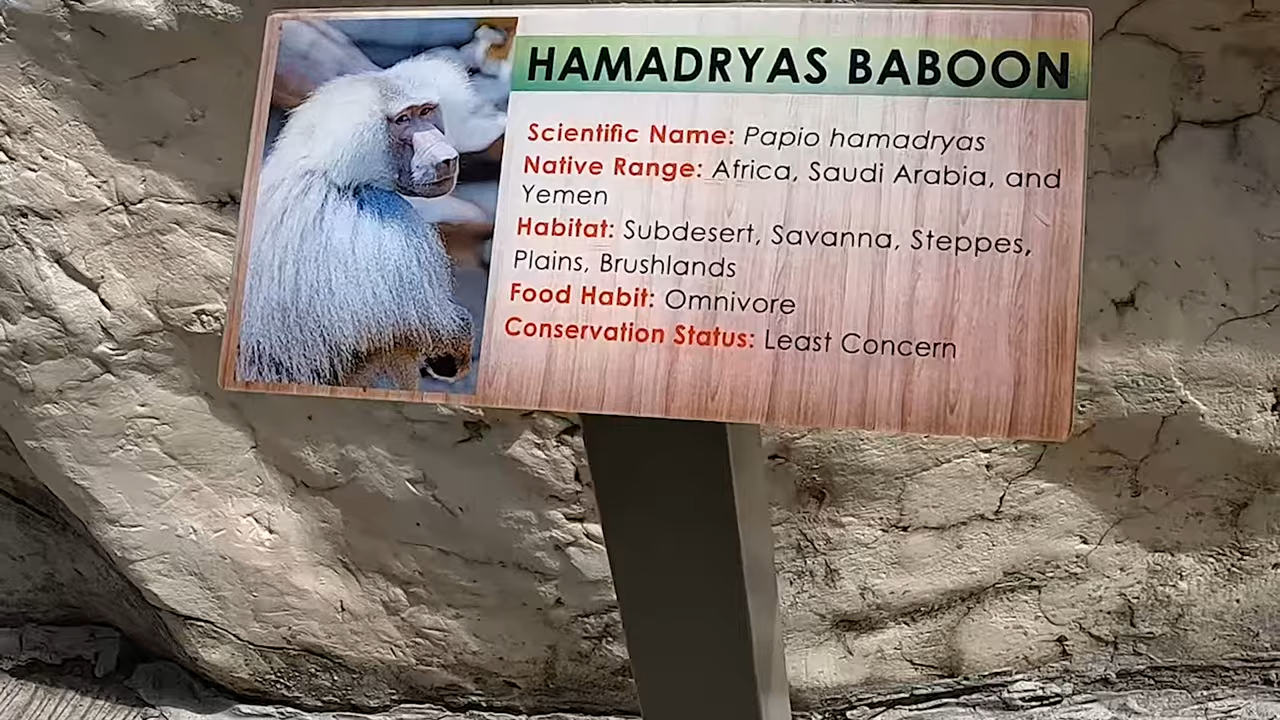 HAMADRYAS BABOON
Scientific Name: Papio hamadryas
Native Range: Africa, Saudi Arabia, and
Yemen
Habitat: Subdesert, Savanna, Steppes,
Plains, Brushlands
Food Habit: Omnivore
Conservation Status: Least Concern